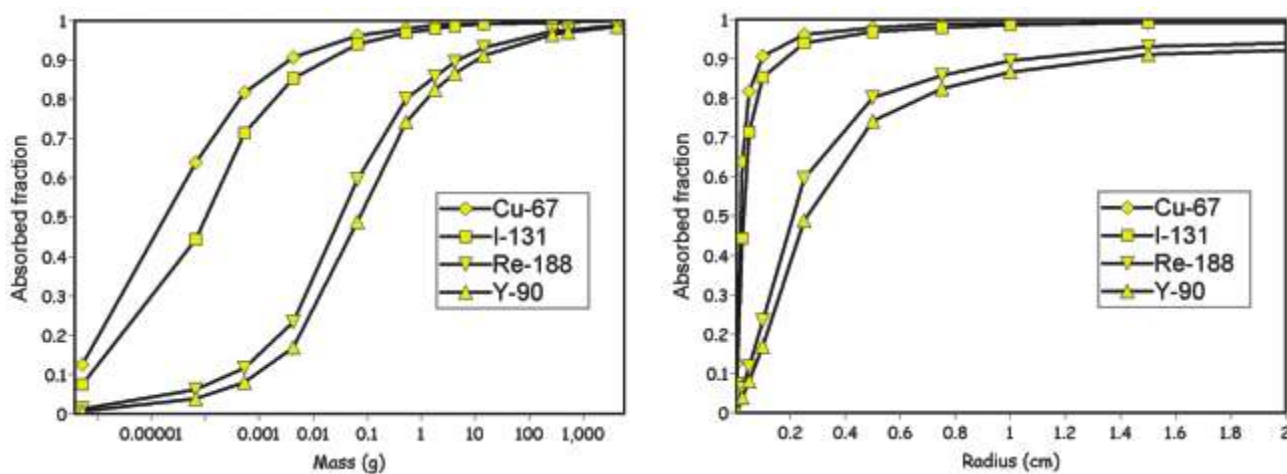 1
0.9
0.8
0.7
0.6
0.5
0.4
0.3
0.2
0.1
0
Absorbed fraction
0.00001 0.001 0.01 0.1 1 10 100 1,000
Mass (g)
Cu-67
I-131
Re-188
Y-90
1
0.9
0.8
0.7
0.6
0.5
0.4
0.3
0.2
0.1
0
Absorbed fraction
0.2 0.4 0.6 0.8 1 1.2 1.4 1.6 1.8 2
Radius (cm)
Cu-67
I-131
Re-188
Y-90